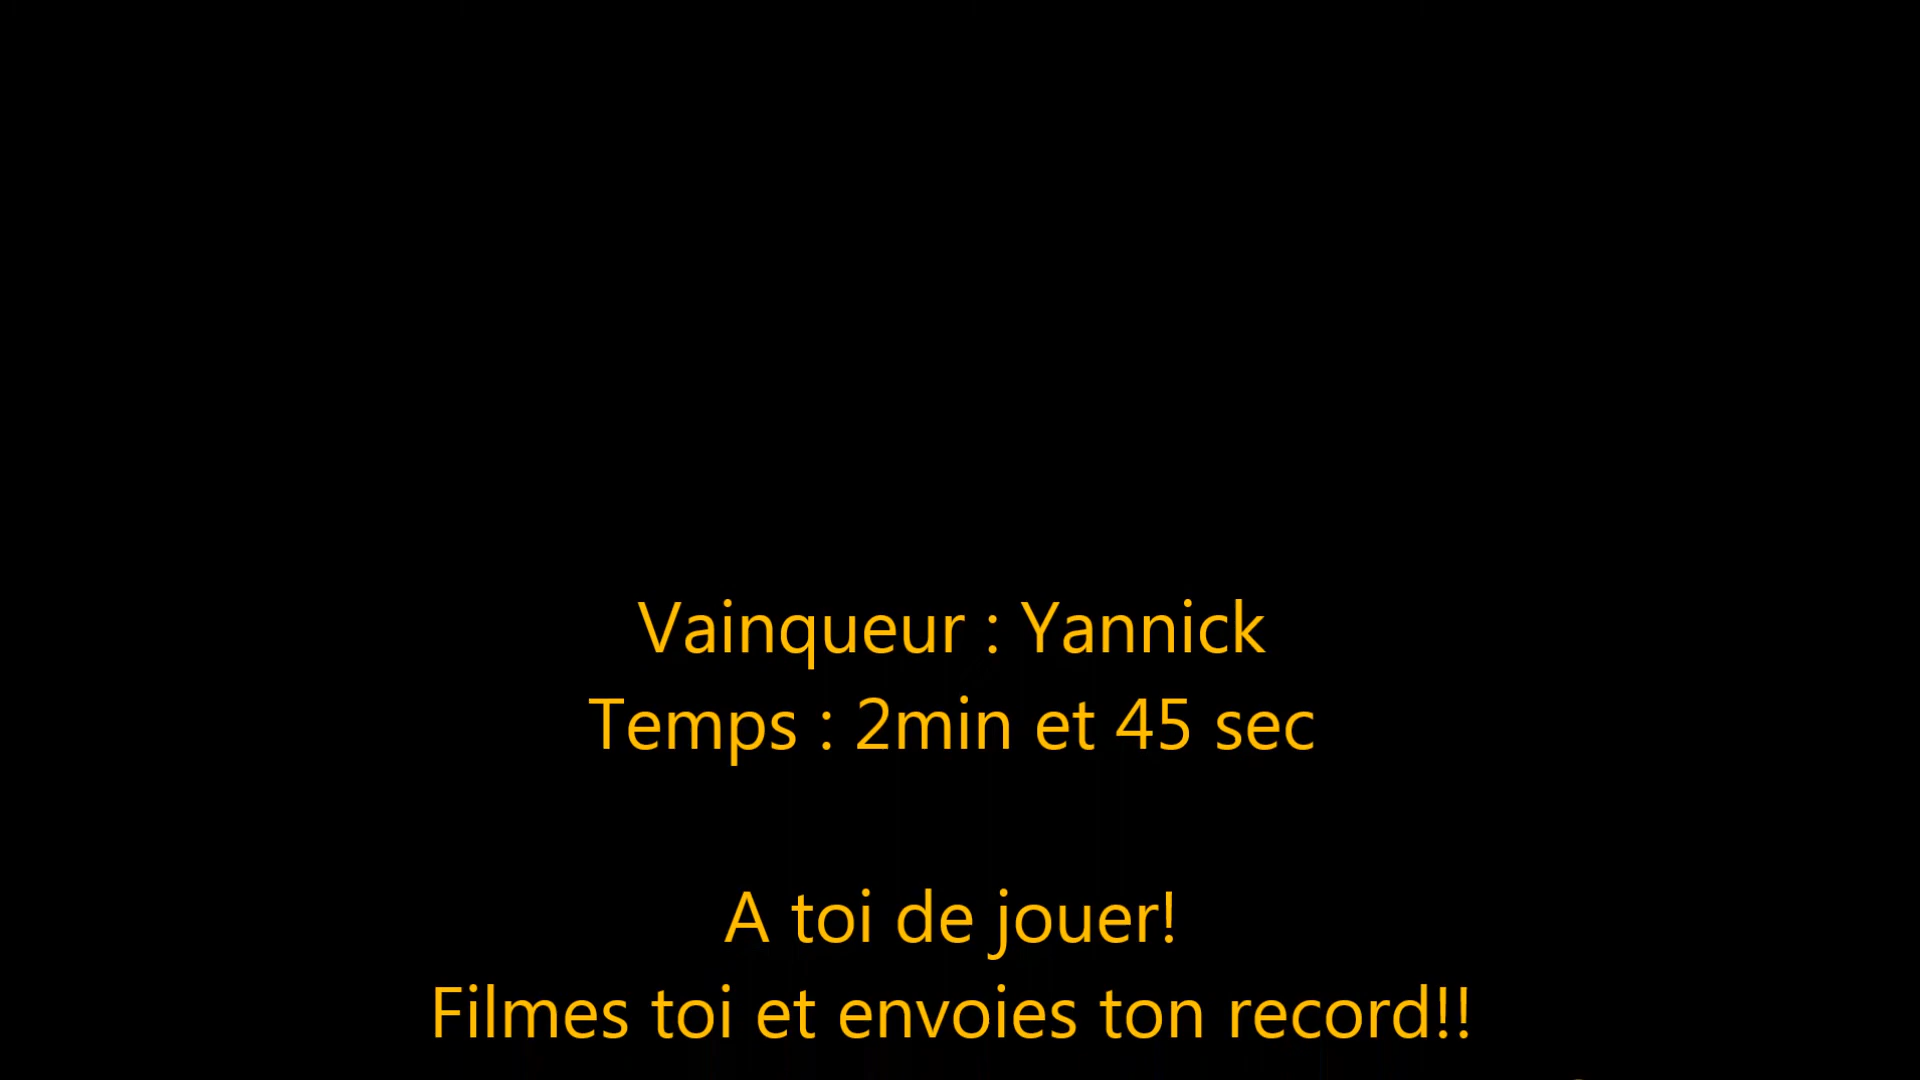 Vainqueur : Yannick
Temps : 2min et 45 sec
A toi de jouer!
Filmes toi et envoies ton record!!